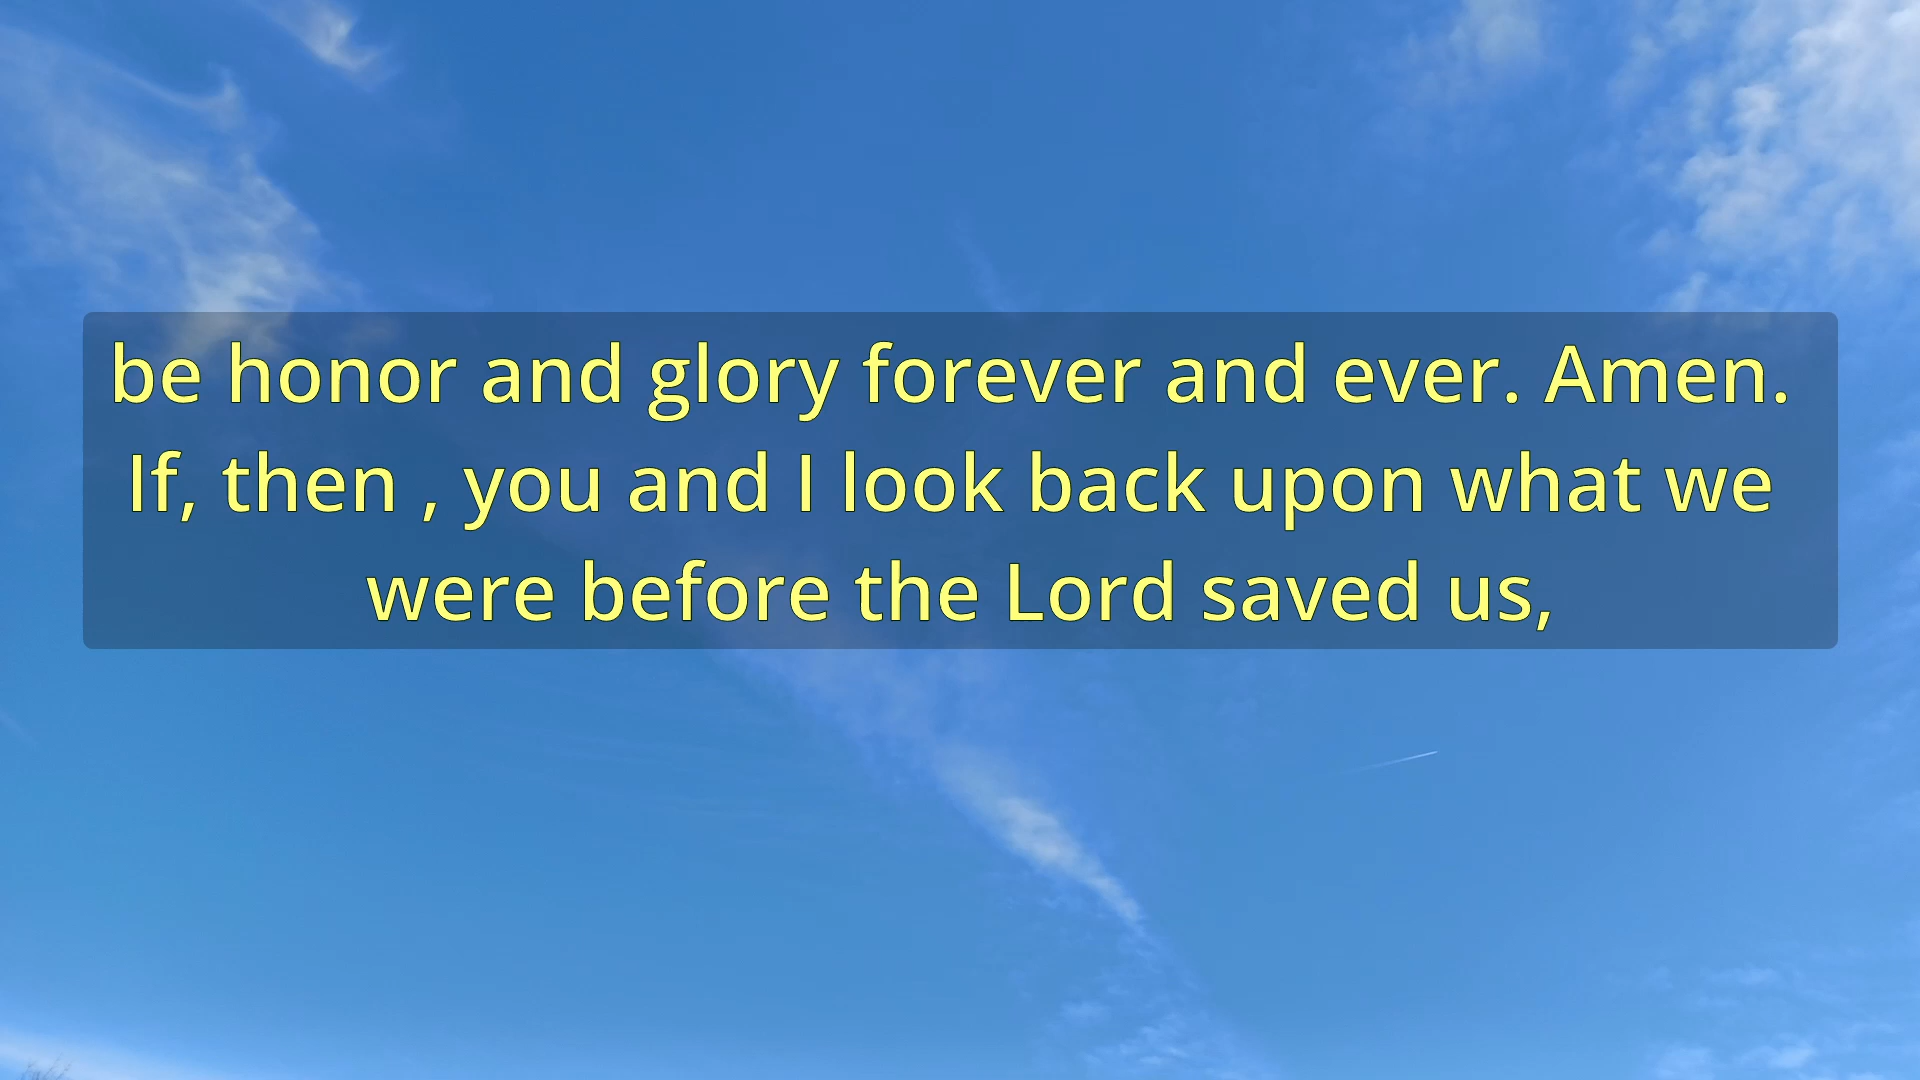 be honor and glory forever and ever. Amen.
If, then , you and I look back upon what we
were before the Lord saved us,